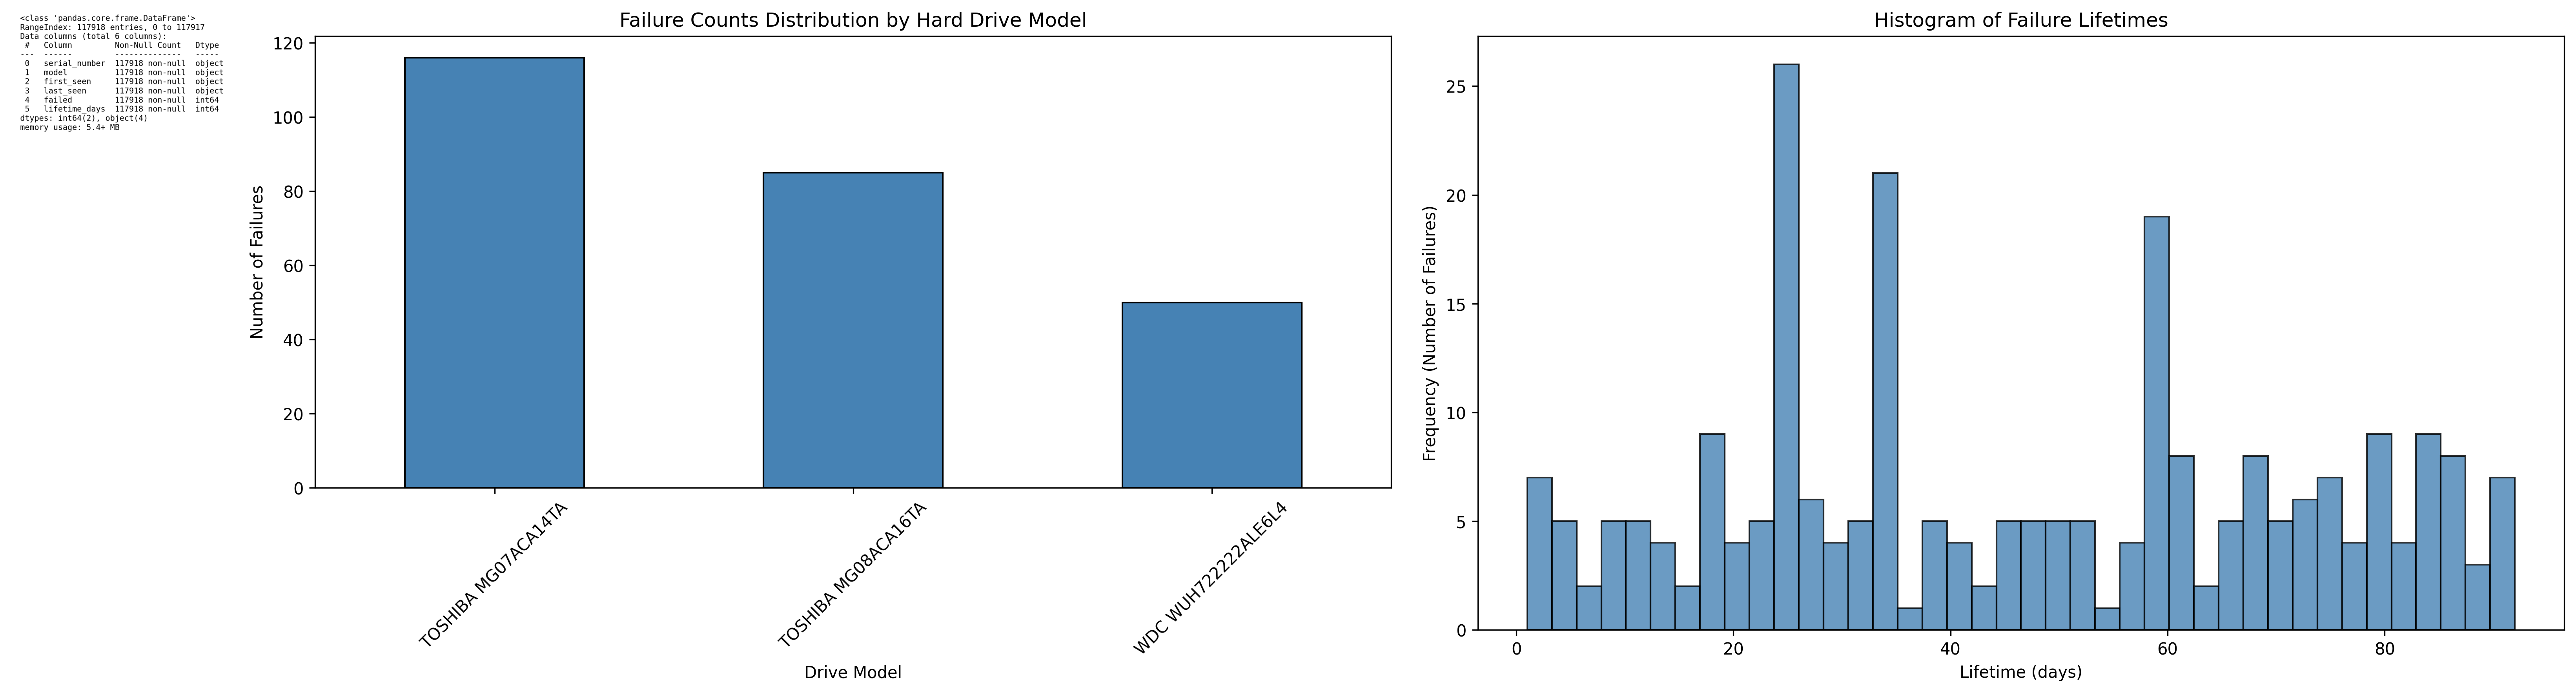 <class 'pandas.core.frame.DataFrame'>
RangeIndex: 117918 entries, 0 to 117917
Data columns (total 6 columns):
 #   Column         Non-Null Count   Dtype
---  ------         --------------   -----
 0   serial_number  117918 non-null  object
 1   model          117918 non-null  object
 2   first_seen     117918 non-null  object
 3   last_seen      117918 non-null  object
 4   failed         117918 non-null  int64
 5   lifetime_days  117918 non-null  int64
dtypes: int64(2), object(4)
memory usage: 5.4+ MB
Failure Counts Distribution by Hard Drive Model
Number of Failures
120
100
80
60
40
20
0
TOSHIBA MG07ACA14TA
TOSHIBA MG08ACA16TA
WDC WUH722222ALE6L4
Drive Model
Histogram of Failure Lifetimes
Frequency (Number of Failures)
25
20
15
10
5
0
0
20
40
60
80
Lifetime (days)